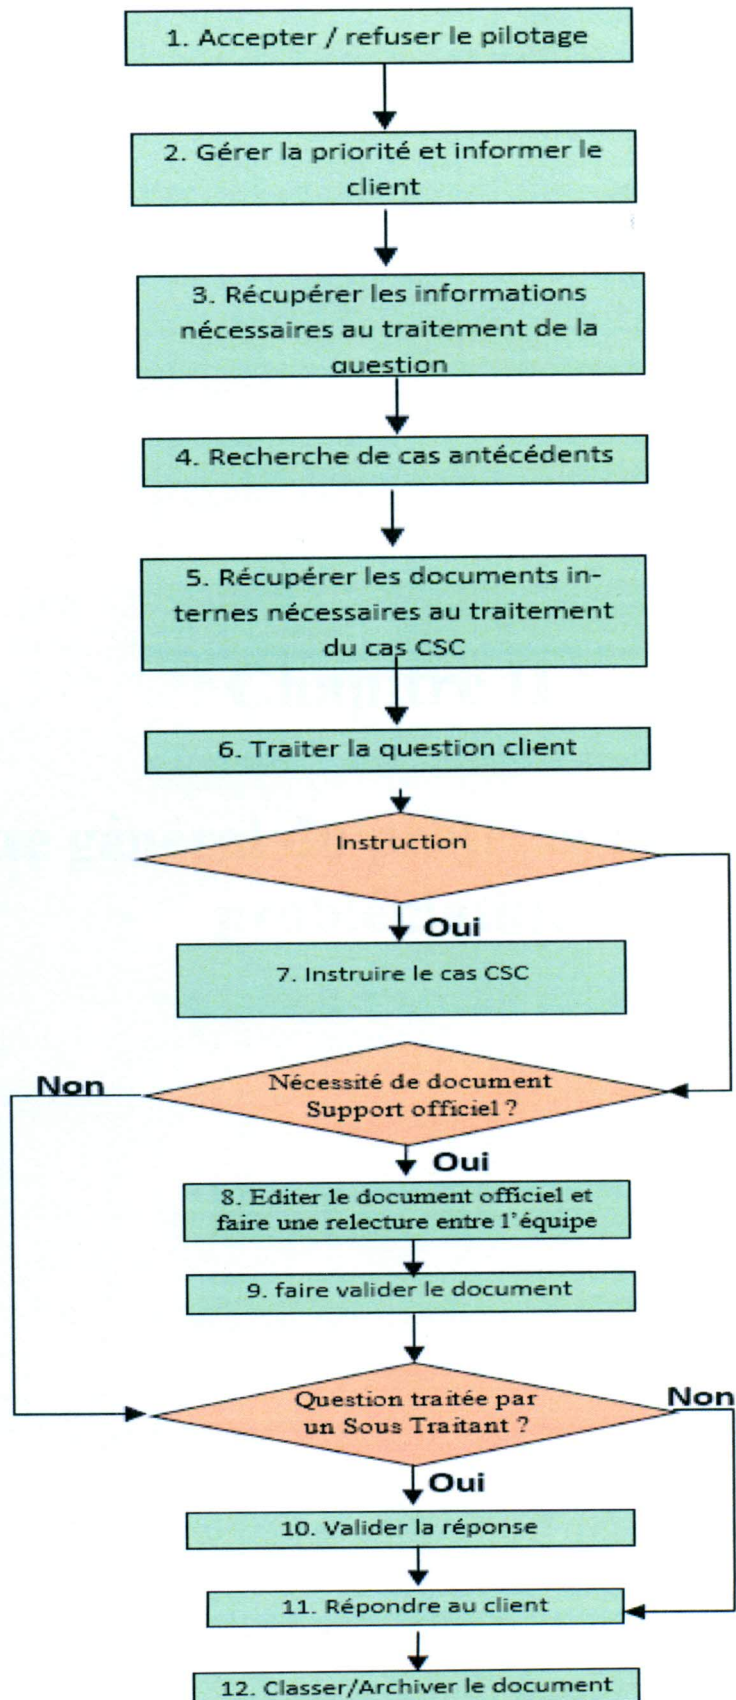 1. Accepter / refuser le pilotage
2. Gérer la priorité et informer le
client
3. Récupérer les informations
nécessaires au traitement de la
question
4. Recherche de cas antécédents
5. Récupérer les documents in-
ternes nécessaires au traitement
du cas CSC
6. Traiter la question client
Instruction
Oui
7. Instruire le cas CSC
Nécessité de document
Support officiel ?
Non
Oui
8. Editer le document officiel et
faire une relecture entre l'équipe
9. faire valider le document
Question traitée par
un Sous Traitant ?
Non
Oui
10. Valider la réponse
11. Répondre au client
12. Classer/Archiver le document